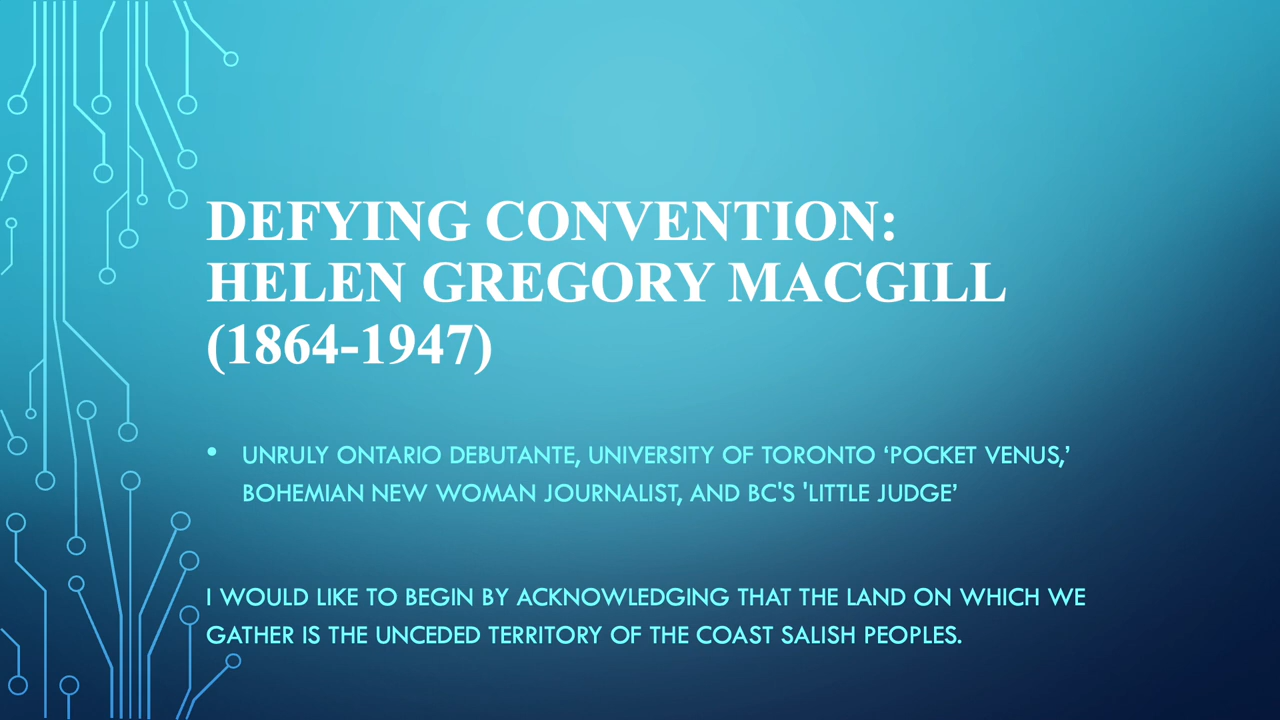 DEFYING CONVENTION:
HELEN GREGORY MACGILL
(1864-1947)
• UNRULY ONTARIO DEBUTANTE, UNIVERSITY OF TORONTO ‘POCKET VENUS,’
BOHEMIAN NEW WOMAN JOURNALIST, AND BC'S 'LITTLE JUDGE’
I WOULD LIKE TO BEGIN BY ACKNOWLEDGING THAT THE LAND ON WHICH WE
GATHER IS THE UNCEDED TERRITORY OF THE COAST SALISH PEOPLES.